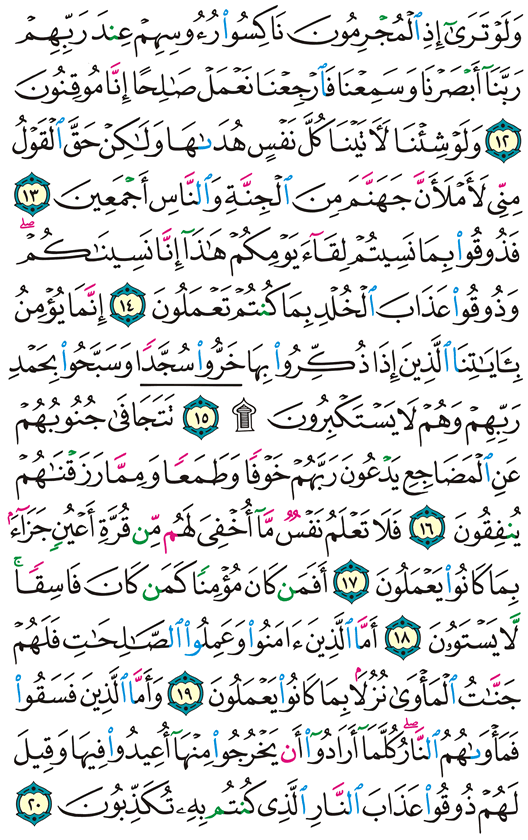 وَلَوْ تَرَىٰٓ إِذِ ٱلْمُجْرِمُونَ نَاكِسُوا۟ رُءُوسِهِمْ عِندَ رَبِّهِمْ
رَبَّنَآ أَبْصَرْنَا وَسَمِعْنَا فَٱرْجِعْنَا نَعْمَلْ صَـٰلِحًا إِنَّا مُوقِنُونَ
١٢ وَلَوْ شِئْنَا لَـَٔاتَيْنَا كُلَّ نَفْسٍ هُدَىٰهَا وَلَـٰكِنْ حَقَّ ٱلْقَوْلُ
مِنِّى لَأَمْلَأَنَّ جَهَنَّمَ مِنَ ٱلْجِنَّةِ وَٱلنَّاسِ أَجْمَعِينَ ١٣
فَذُوقُوا۟ بِمَا نَسِيتُمْ لِقَآءَ يَوْمِكُمْ هَـٰذَآ إِنَّا نَسِينَـٰكُمْ ۖ
وَذُوقُوا۟ عَذَابَ ٱلْخُلْدِ بِمَا كُنتُمْ تَعْمَلُونَ ١٤ إِنَّمَا يُؤْمِنُ
بِـَٔايَـٰتِنَا ٱلَّذِينَ إِذَا ذُكِّرُوا۟ بِهَا خَرُّوا۟ سُجَّدًا وَسَبَّحُوا۟ بِحَمْدِ
رَبِّهِمْ وَهُمْ لَا يَسْتَكْبِرُونَ ۩ ١٥ تَتَجَافَىٰ جُنُوبُهُمْ
عَنِ ٱلْمَضَاجِعِ يَدْعُونَ رَبَّهُمْ خَوْفًا وَطَمَعًا وَمِمَّا رَزَقْنَـٰهُمْ
يُنفِقُونَ ١٦ فَلَا تَعْلَمُ نَفْسٌ مَّآ أُخْفِىَ لَهُم مِّن قُرَّةِ أَعْيُنٍ جَزَآءًۢ
بِمَا كَانُوا۟ يَعْمَلُونَ ١٧ أَفَمَن كَانَ مُؤْمِنًا كَمَن كَانَ فَاسِقًا ۚ
لَّا يَسْتَوُۥنَ ١٨ أَمَّا ٱلَّذِينَ ءَامَنُوا۟ وَعَمِلُوا۟ ٱلصَّـٰلِحَـٰتِ فَلَهُمْ
جَنَّـٰتُ ٱلْمَأْوَىٰ نُزُلًۢا بِمَا كَانُوا۟ يَعْمَلُونَ ١٩ وَأَمَّا ٱلَّذِينَ فَسَقُوا۟
فَمَأْوَىٰهُمُ ٱلنَّارُ ۖ كُلَّمَآ أَرَادُوٓا۟ أَن يَخْرُجُوا۟ مِنْهَآ أُعِيدُوا۟ فِيهَا وَقِيلَ
لَهُمْ ذُوقُوا۟ عَذَابَ ٱلنَّارِ ٱلَّذِى كُنتُم بِهِۦ تُكَذِّبُونَ ٢٠